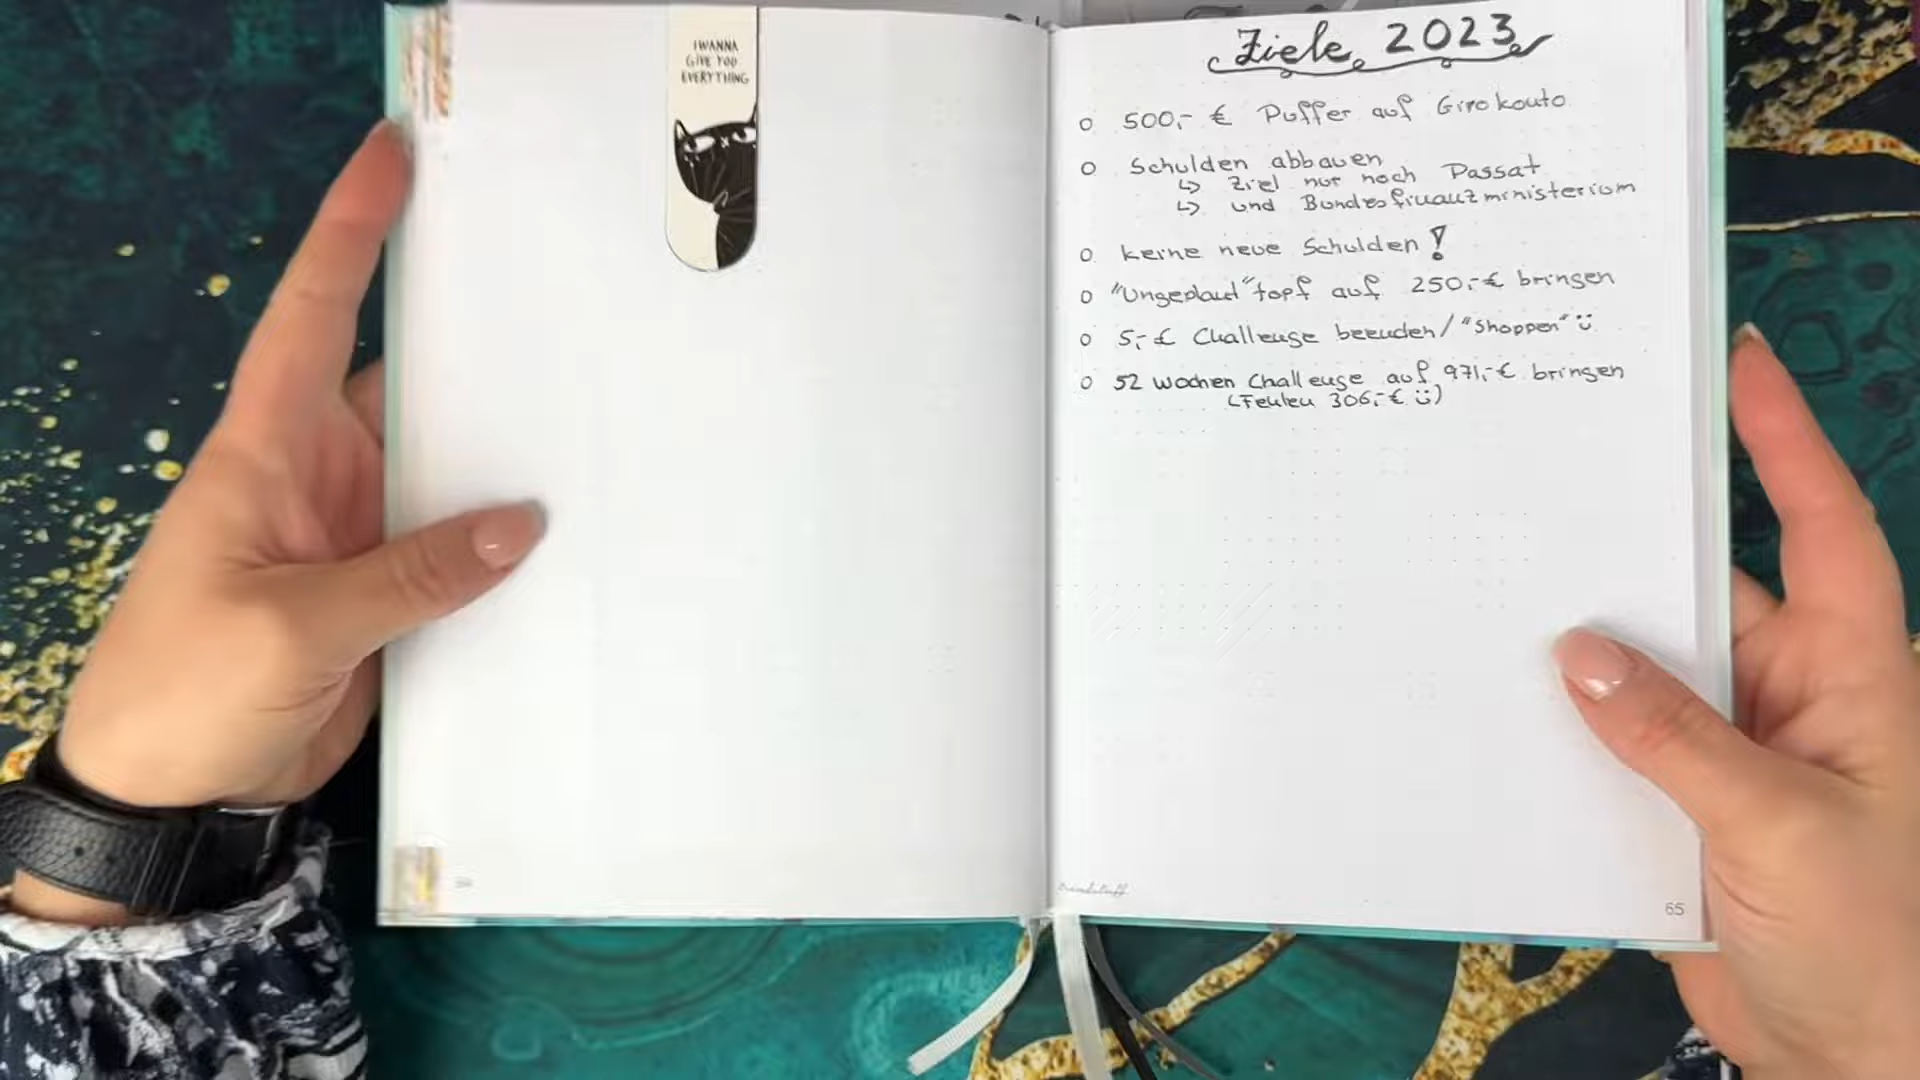 I WANNA
GIVE YOU
EVERYTHING
Ziele 2023
o 500,- € Puffer auf Girokonto
o Schulden abbauen
↳ Ziel nur noch Passat
↳ und Bundesfinanzministerium
o keine neue Schulden!
o "Ungeplant"topf auf 250,-€ bringen
o 5,-€ Challenge beenden/"Shoppen" ü
o 52 Wochen Challenge auf 971,-€ bringen
(Fehlen 306,-€ ü)
65